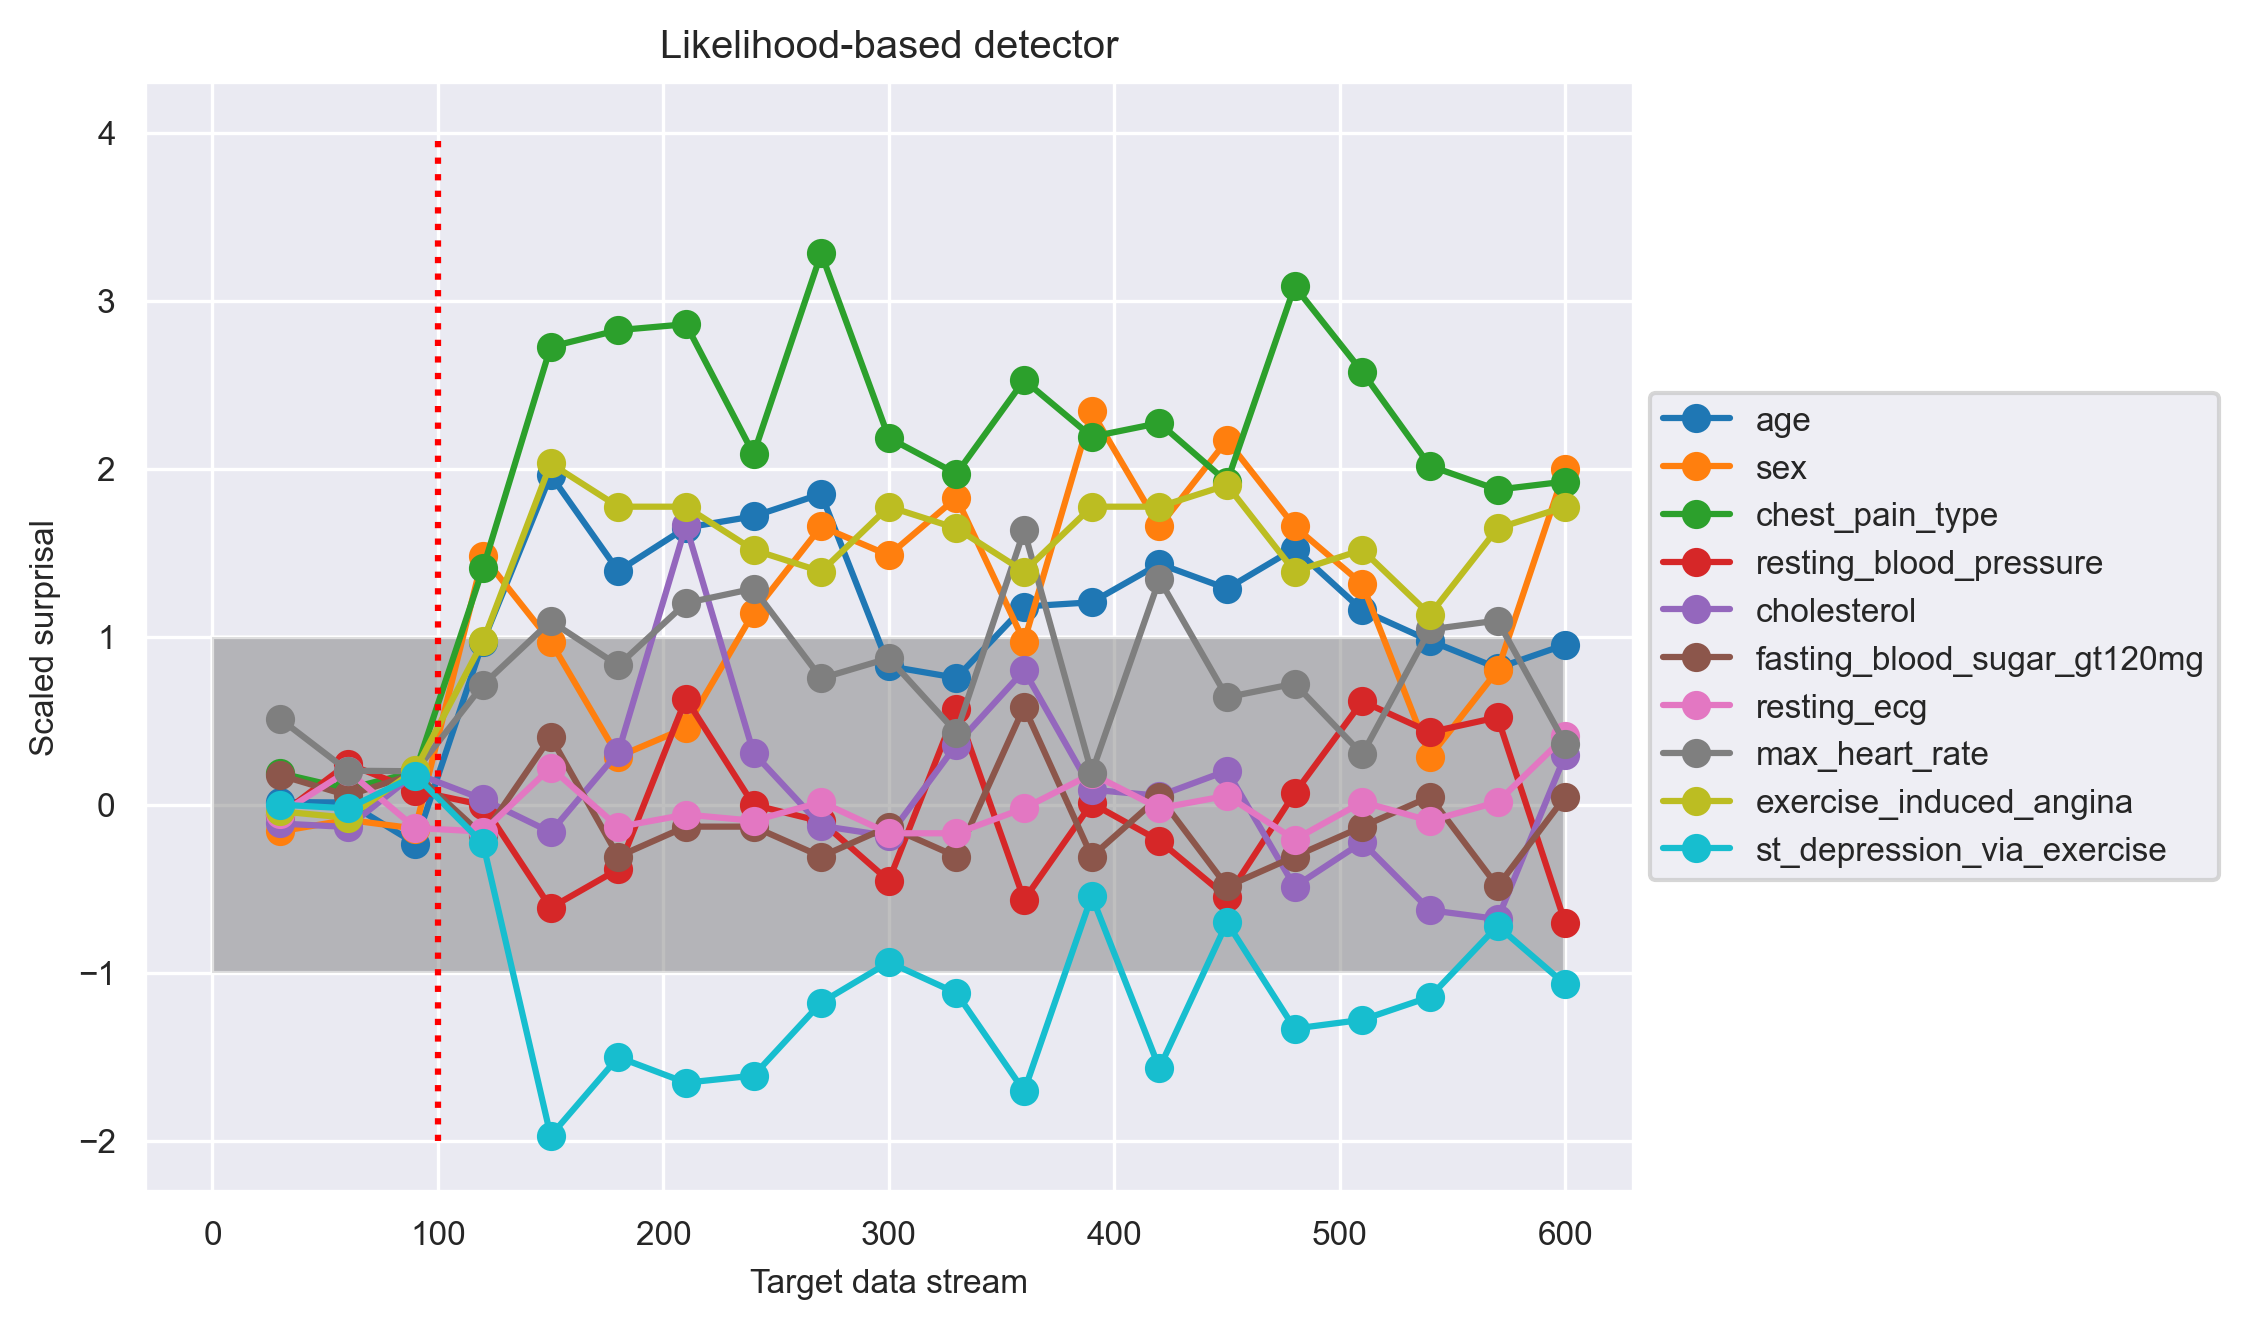 Likelihood-based detector
Scaled surprisal
4
3
2
1
0
−1
−2
0 100 200 300 400 500 600
Target data stream
age
sex
chest_pain_type
resting_blood_pressure
cholesterol
fasting_blood_sugar_gt120mg
resting_ecg
max_heart_rate
exercise_induced_angina
st_depression_via_exercise